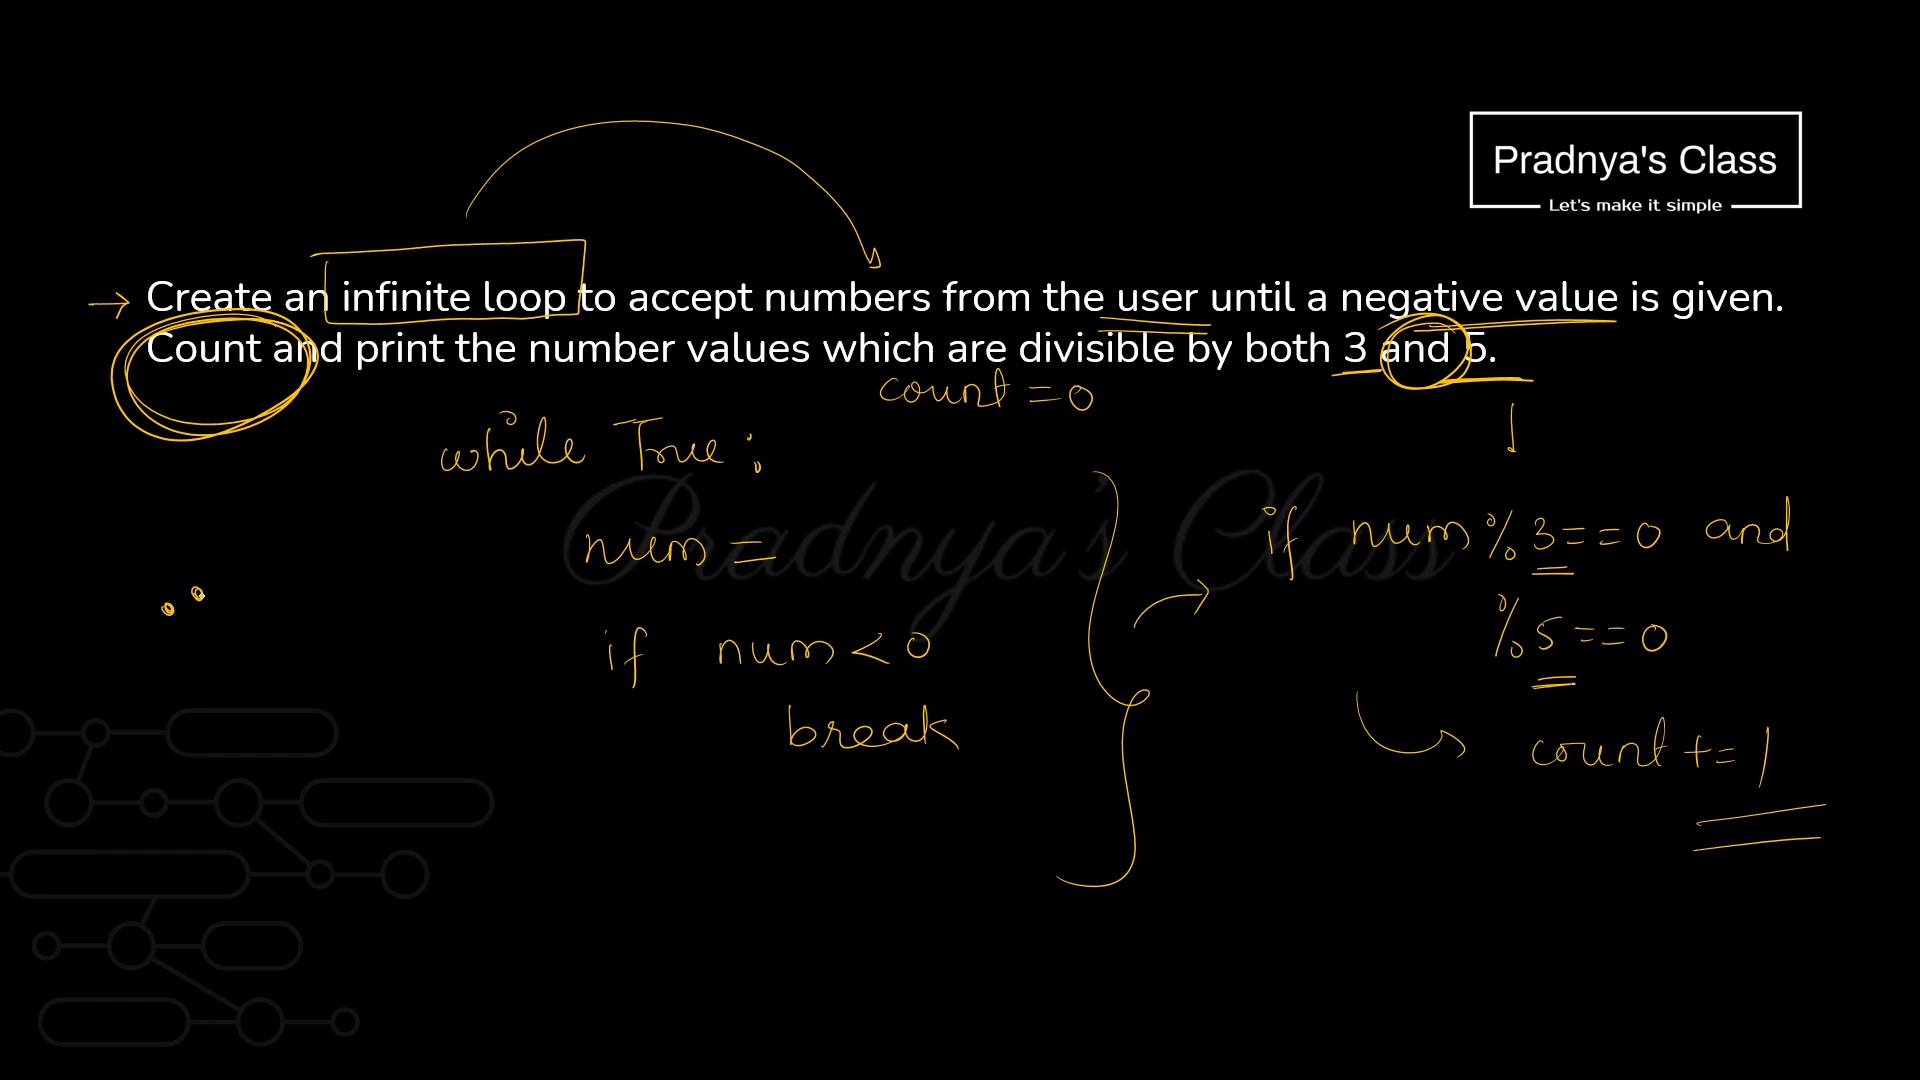 Pradnya's Class
Let's make it simple
Create an infinite loop to accept numbers from the user until a negative value is given.
Count and print the number values which are divisible by both 3 and 5.
count = 0
while True :
num =
if num < 0
break
if num % 3 == 0 and
% 5 == 0
count += 1
Pradnya's Class